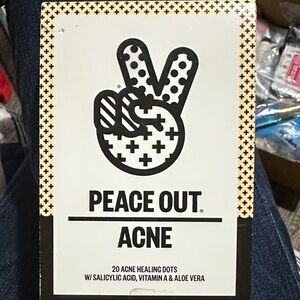 PEACE OUT®
ACNE
20 ACNE HEALING DOTS
W/ SALICYLIC ACID, VITAMIN A & ALOE VERA